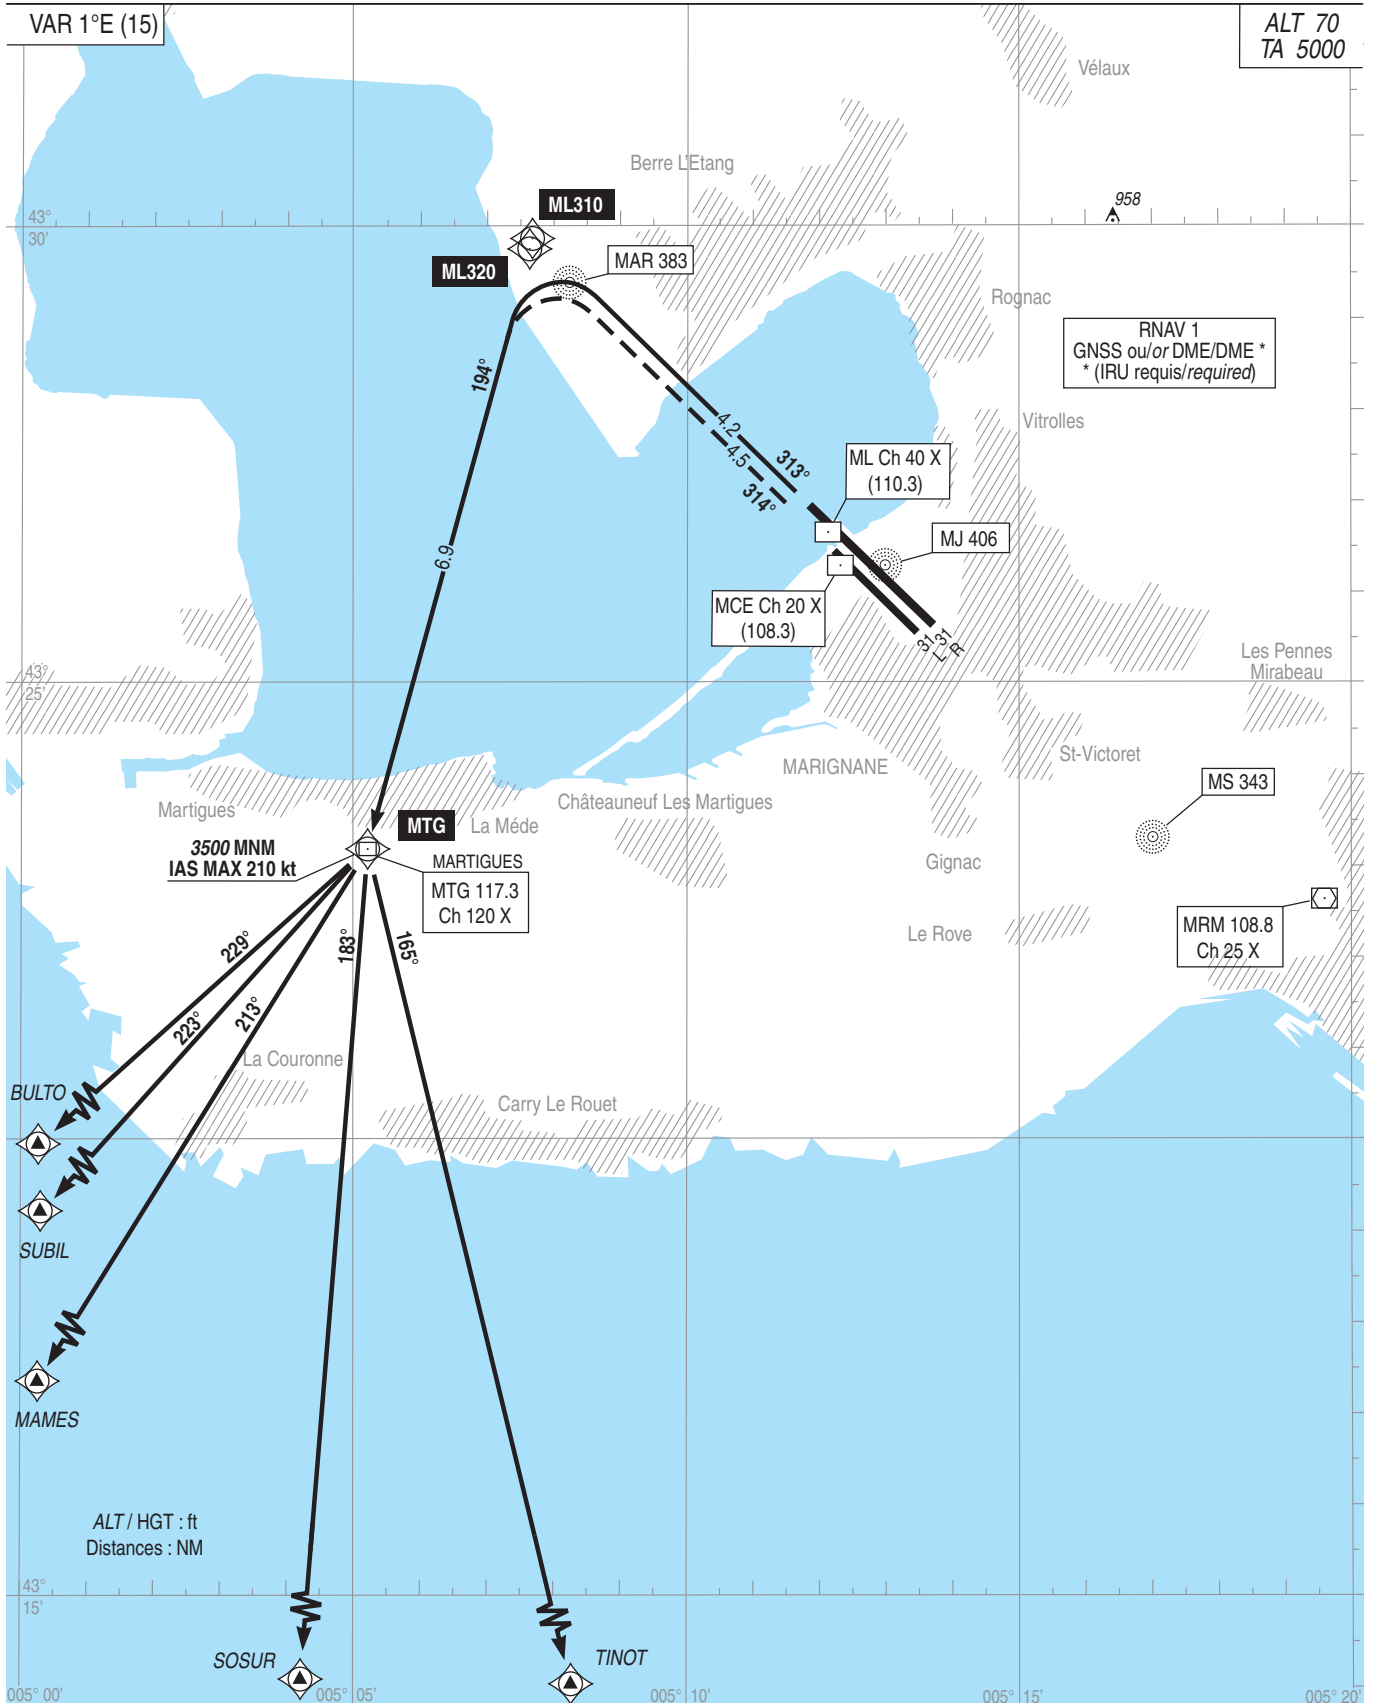 VAR 1°E (15)
ALT 70
TA 5000
Vélaux
Berre L'Etang
958
ML310
43°
30'
MAR 383
ML320
Rognac
RNAV 1
GNSS ou/or DME/DME *
* (IRU requis/required)
194°
Vitrolles
4.2
4.5
313°
314°
ML Ch 40 X
(110.3)
MJ 406
6.9
MCE Ch 20 X
(108.3)
31
L
31
R
Les Pennes
Mirabeau
43°
25'
St-Victoret
MARIGNANE
MS 343
Châteauneuf Les Martigues
Martigues
MTG
La Méde
3500 MNM
IAS MAX 210 kt
MARTIGUES
MTG 117.3
Ch 120 X
Gignac
Le Rove
MRM 108.8
Ch 25 X
229°
223°
213°
183°
165°
La Couronne
BULTO
Carry Le Rouet
SUBIL
MAMES
ALT / HGT : ft
Distances : NM
43°
15'
SOSUR
TINOT
005° 00'
005° 05'
005° 10'
005° 15'
005° 20'